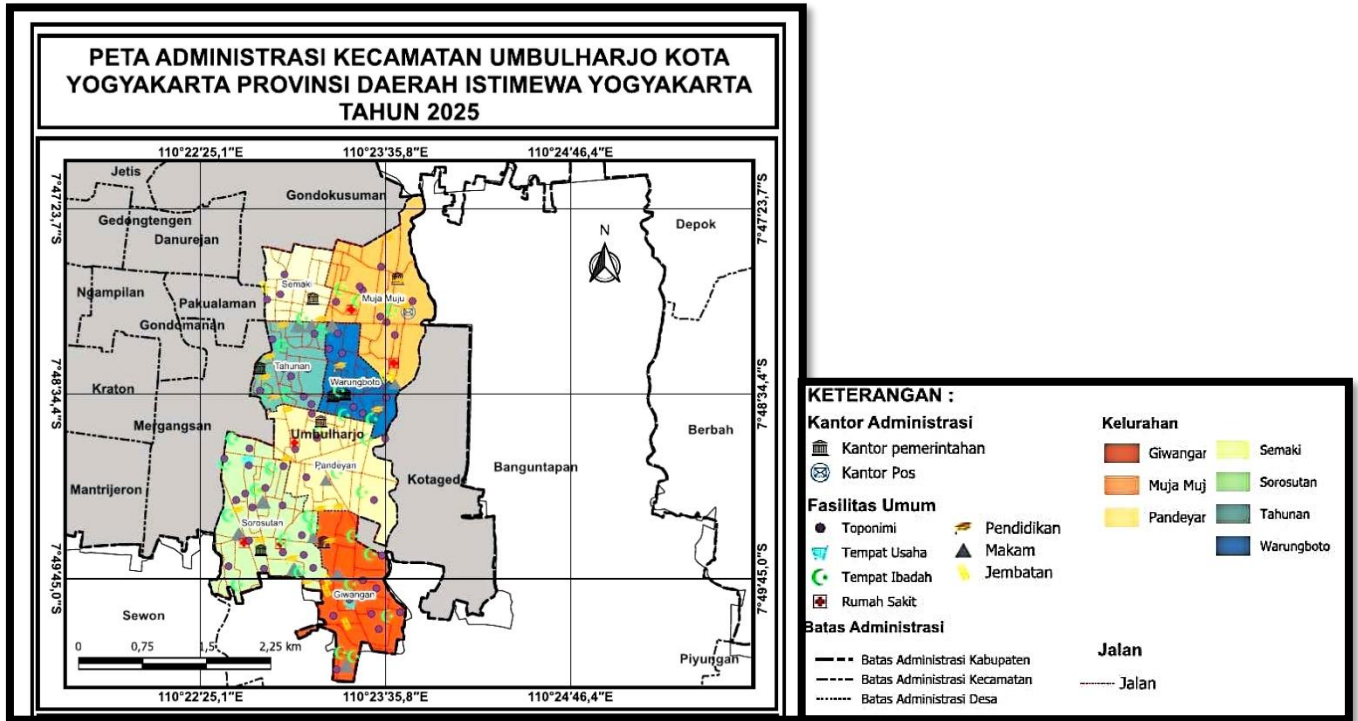 PETA ADMINISTRASI KECAMATAN UMBULHARJO KOTA
YOGYAKARTA PROVINSI DAERAH ISTIMEWA YOGYAKARTA
TAHUN 2025
110°22'25,1"E
110°23'35,8"E
110°24'46,4"E
7°47'23,7"S
7°48'34,4"S
7°49'45,0"S
Jetis
Gondokusuman
Gedongtengen
Danurejan
Depok
N
Ngampilan
Pakualaman
Gondomanan
Semaki
Muja Muju
Tahunan
Warungboto
Kraton
Mergangsan
Umbulharjo
Berbah
Mantrijeron
Pandeyan
Kotagede
Banguntapan
Sorosutan
Giwangan
Sewon
Piyungan
0 0,75 1,5 2,25 km
7°47'23,7"S
7°48'34,4"S
7°49'45,0"S
110°22'25,1"E
110°23'35,8"E
110°24'46,4"E
KETERANGAN :
Kantor Administrasi
Kantor pemerintahan
Kantor Pos
Fasilitas Umum
Toponimi
Tempat Usaha
Tempat Ibadah
Rumah Sakit
Pendidikan
Makam
Jembatan
Batas Administrasi
Batas Administrasi Kabupaten
Batas Administrasi Kecamatan
Batas Administrasi Desa
Kelurahan
Giwangar
Muja Muj
Pandeyar
Semaki
Sorosutan
Tahunan
Warungboto
Jalan
Jalan